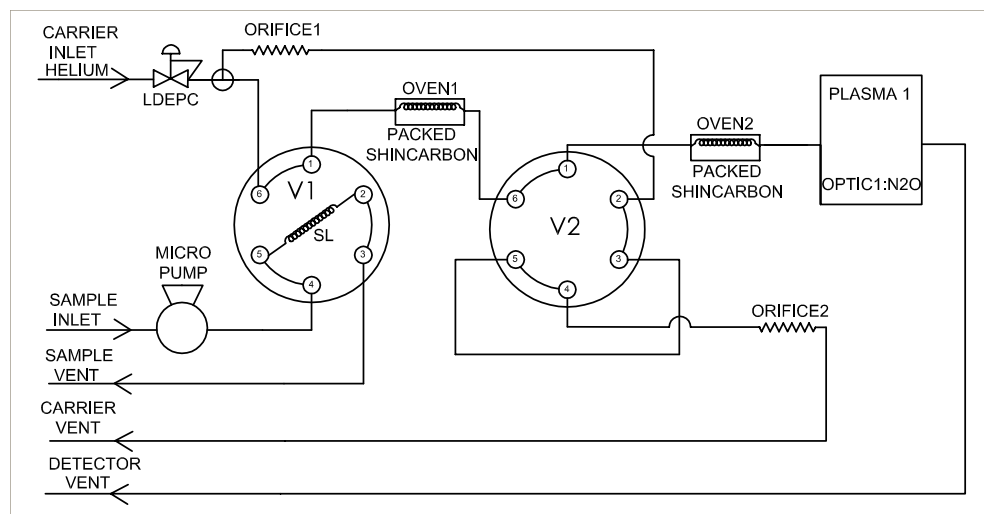 CARRIER
INLET
HELIUM
LDEPC
ORIFICE1
OVEN1
PACKED
SHINCARBON
OVEN2
PACKED
SHINCARBON
PLASMA 1
OPTIC1:N2O
1
2
3
4
5
6
V1
SL
1
2
3
4
5
6
V2
MICRO
PUMP
SAMPLE
INLET
ORIFICE2
SAMPLE
VENT
CARRIER
VENT
DETECTOR
VENT